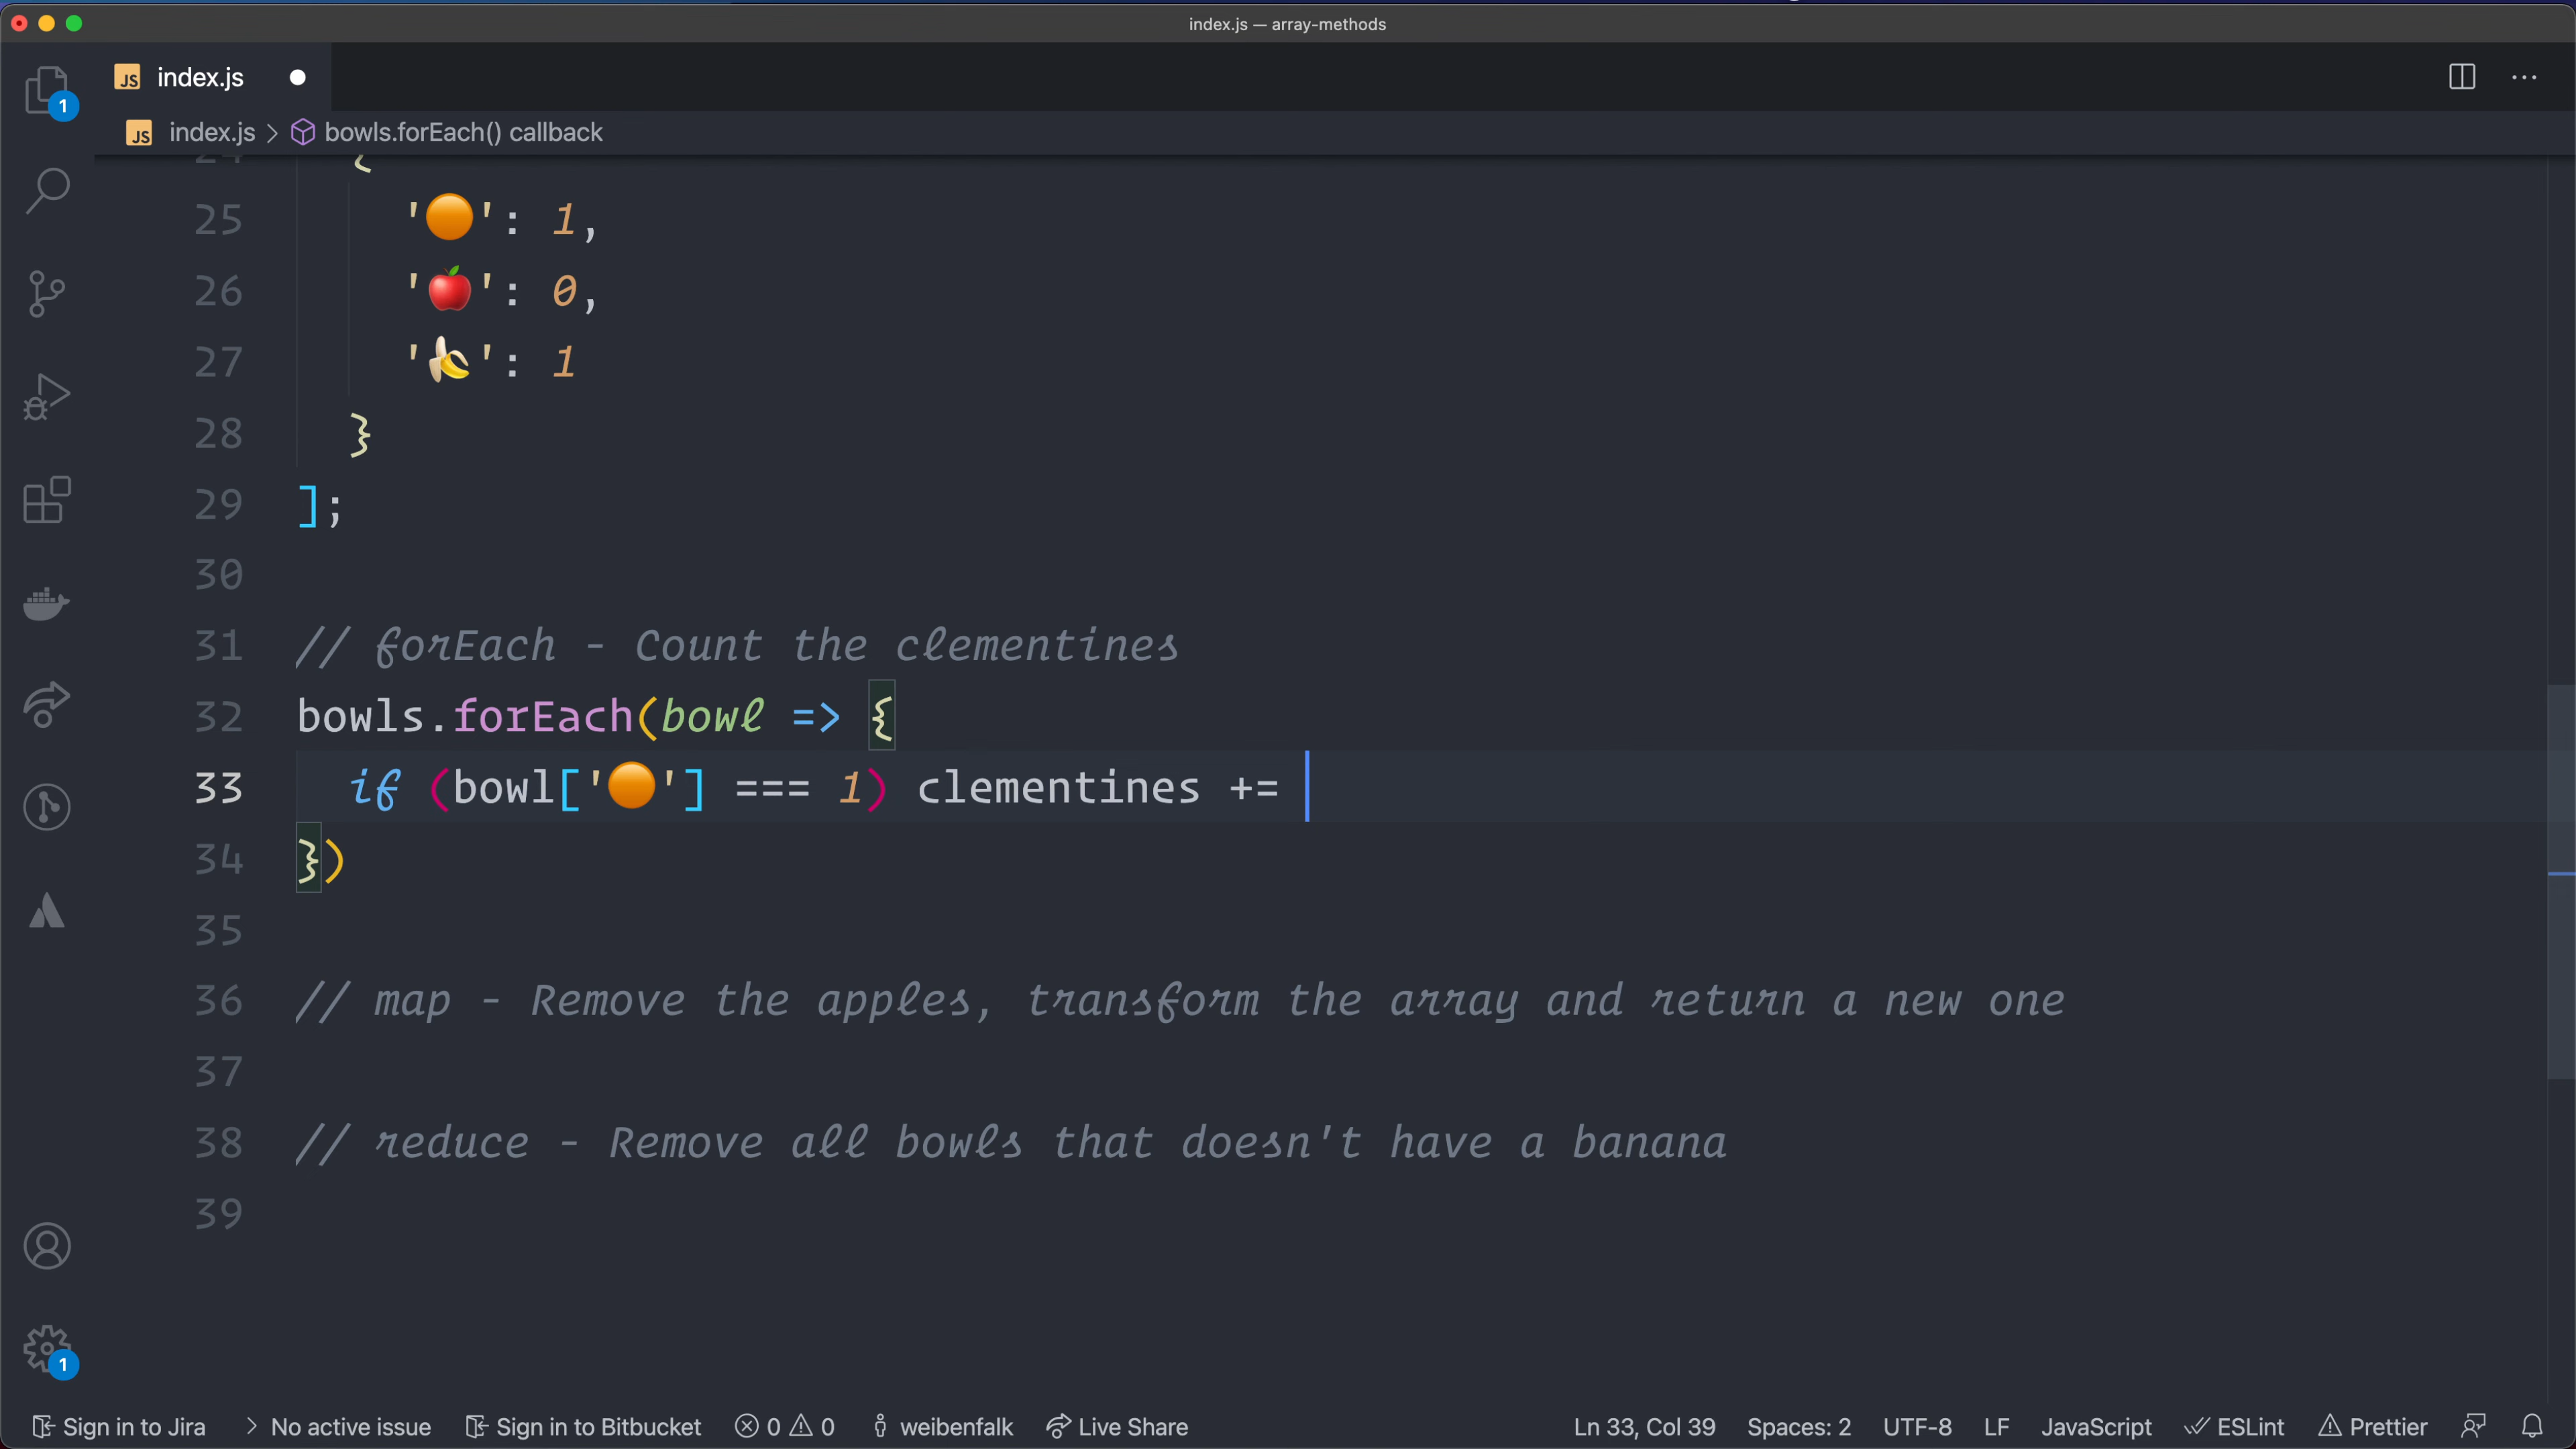 index.js — array-methods
index.js
index.js > bowls.forEach() callback
1
24 {
25 '🟠': 1,
26 '🍎': 0,
27 '🍌': 1
28 }
29 ];
30
31 // forEach - Count the clementines
32 bowls.forEach(bowl => {
33 if (bowl['🟠'] === 1) clementines +=
34 })
35
36 // map - Remove the apples, transform the array and return a new one
37
38 // reduce - Remove all bowls that doesn't have a banana
39
1
Sign in to Jira > No active issue Sign in to Bitbucket 0 0 weibenfalk Live Share Ln 33, Col 39 Spaces: 2 UTF-8 LF JavaScript ESLint Prettier